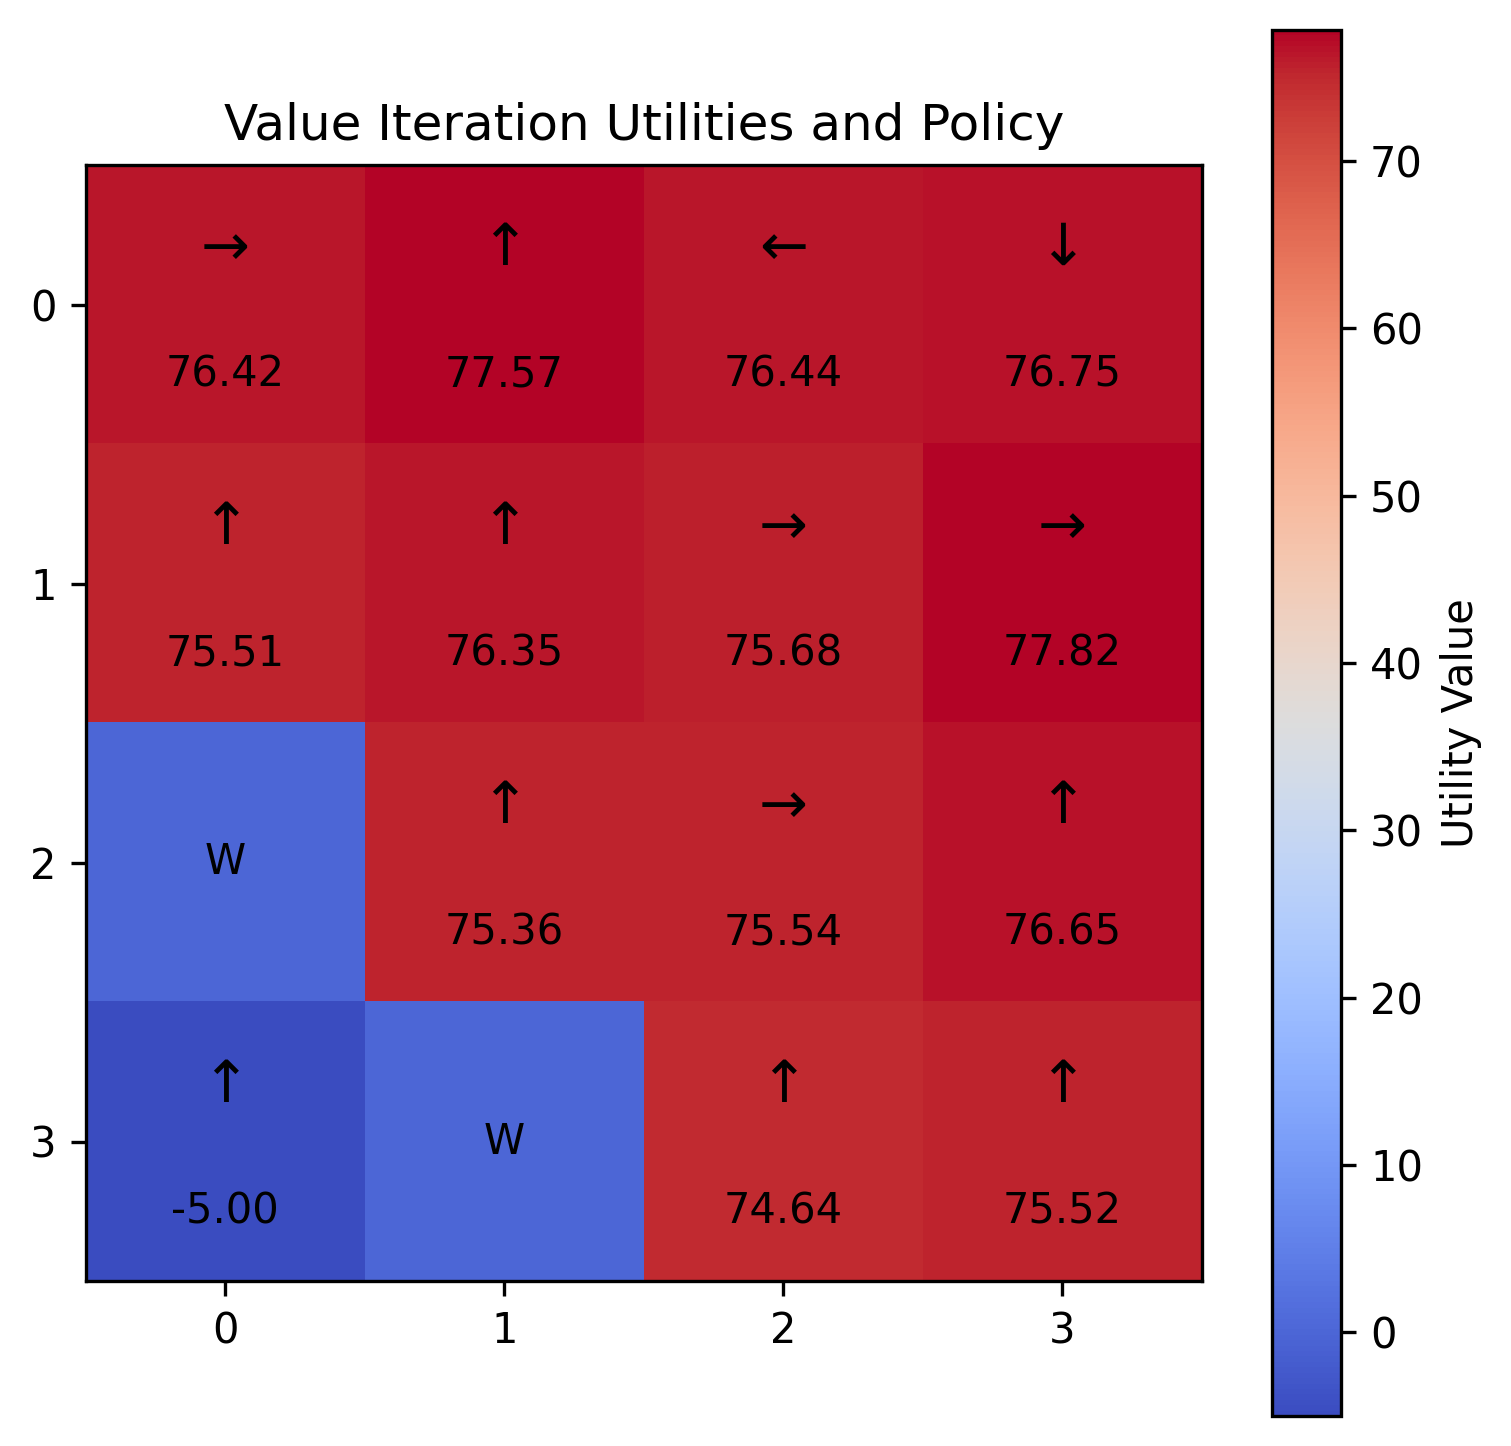 Value Iteration Utilities and Policy
→ ↑ ← ↓
0
76.42 77.57 76.44 76.75
↑ ↑ → →
1
75.51 76.35 75.68 77.82
↑ → ↑
2 W
75.36 75.54 76.65
↑ ↑ ↑
3 W
-5.00 74.64 75.52
0 1 2 3
70
60
50
40
30
20
10
0
Utility Value